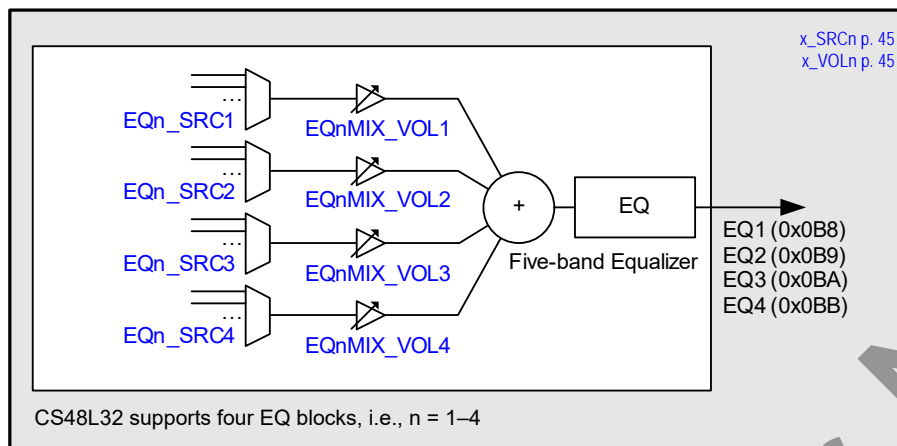 x_SRCn p. 45
x_VOLn p. 45
...
EQn_SRC1
EQnMIX_VOL1
...
EQn_SRC2
EQnMIX_VOL2
...
EQn_SRC3
EQnMIX_VOL3
...
EQn_SRC4
EQnMIX_VOL4
+
EQ
Five-band Equalizer
EQ1 (0x0B8)
EQ2 (0x0B9)
EQ3 (0x0BA)
EQ4 (0x0BB)
CS48L32 supports four EQ blocks, i.e., n = 1–4